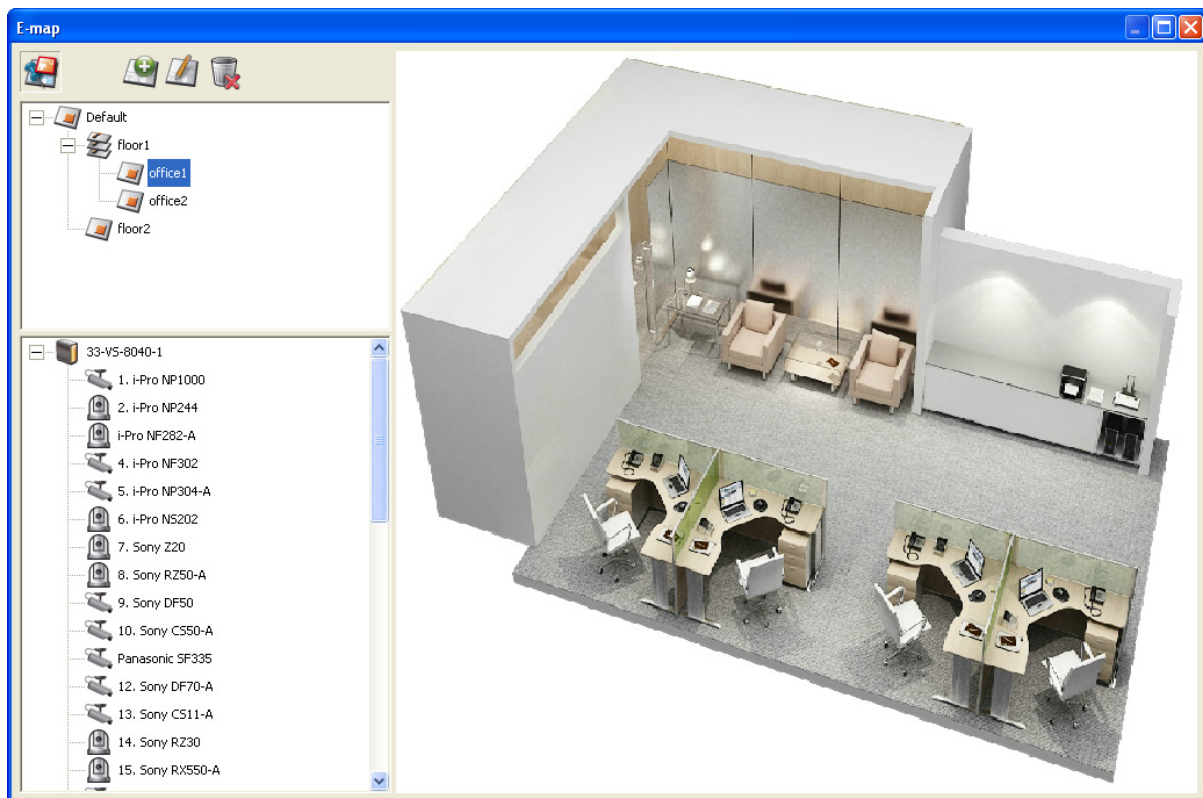 E-map
Default
floor1
office1
office2
floor2
33-VS-8040-1
1. i-Pro NP1000
2. i-Pro NP244
i-Pro NF282-A
4. i-Pro NF302
5. i-Pro NP304-A
6. i-Pro NS202
7. Sony Z20
8. Sony RZ50-A
9. Sony DF50
10. Sony CS50-A
Panasonic SF335
12. Sony DF70-A
13. Sony CS11-A
14. Sony RZ30
15. Sony RX550-A